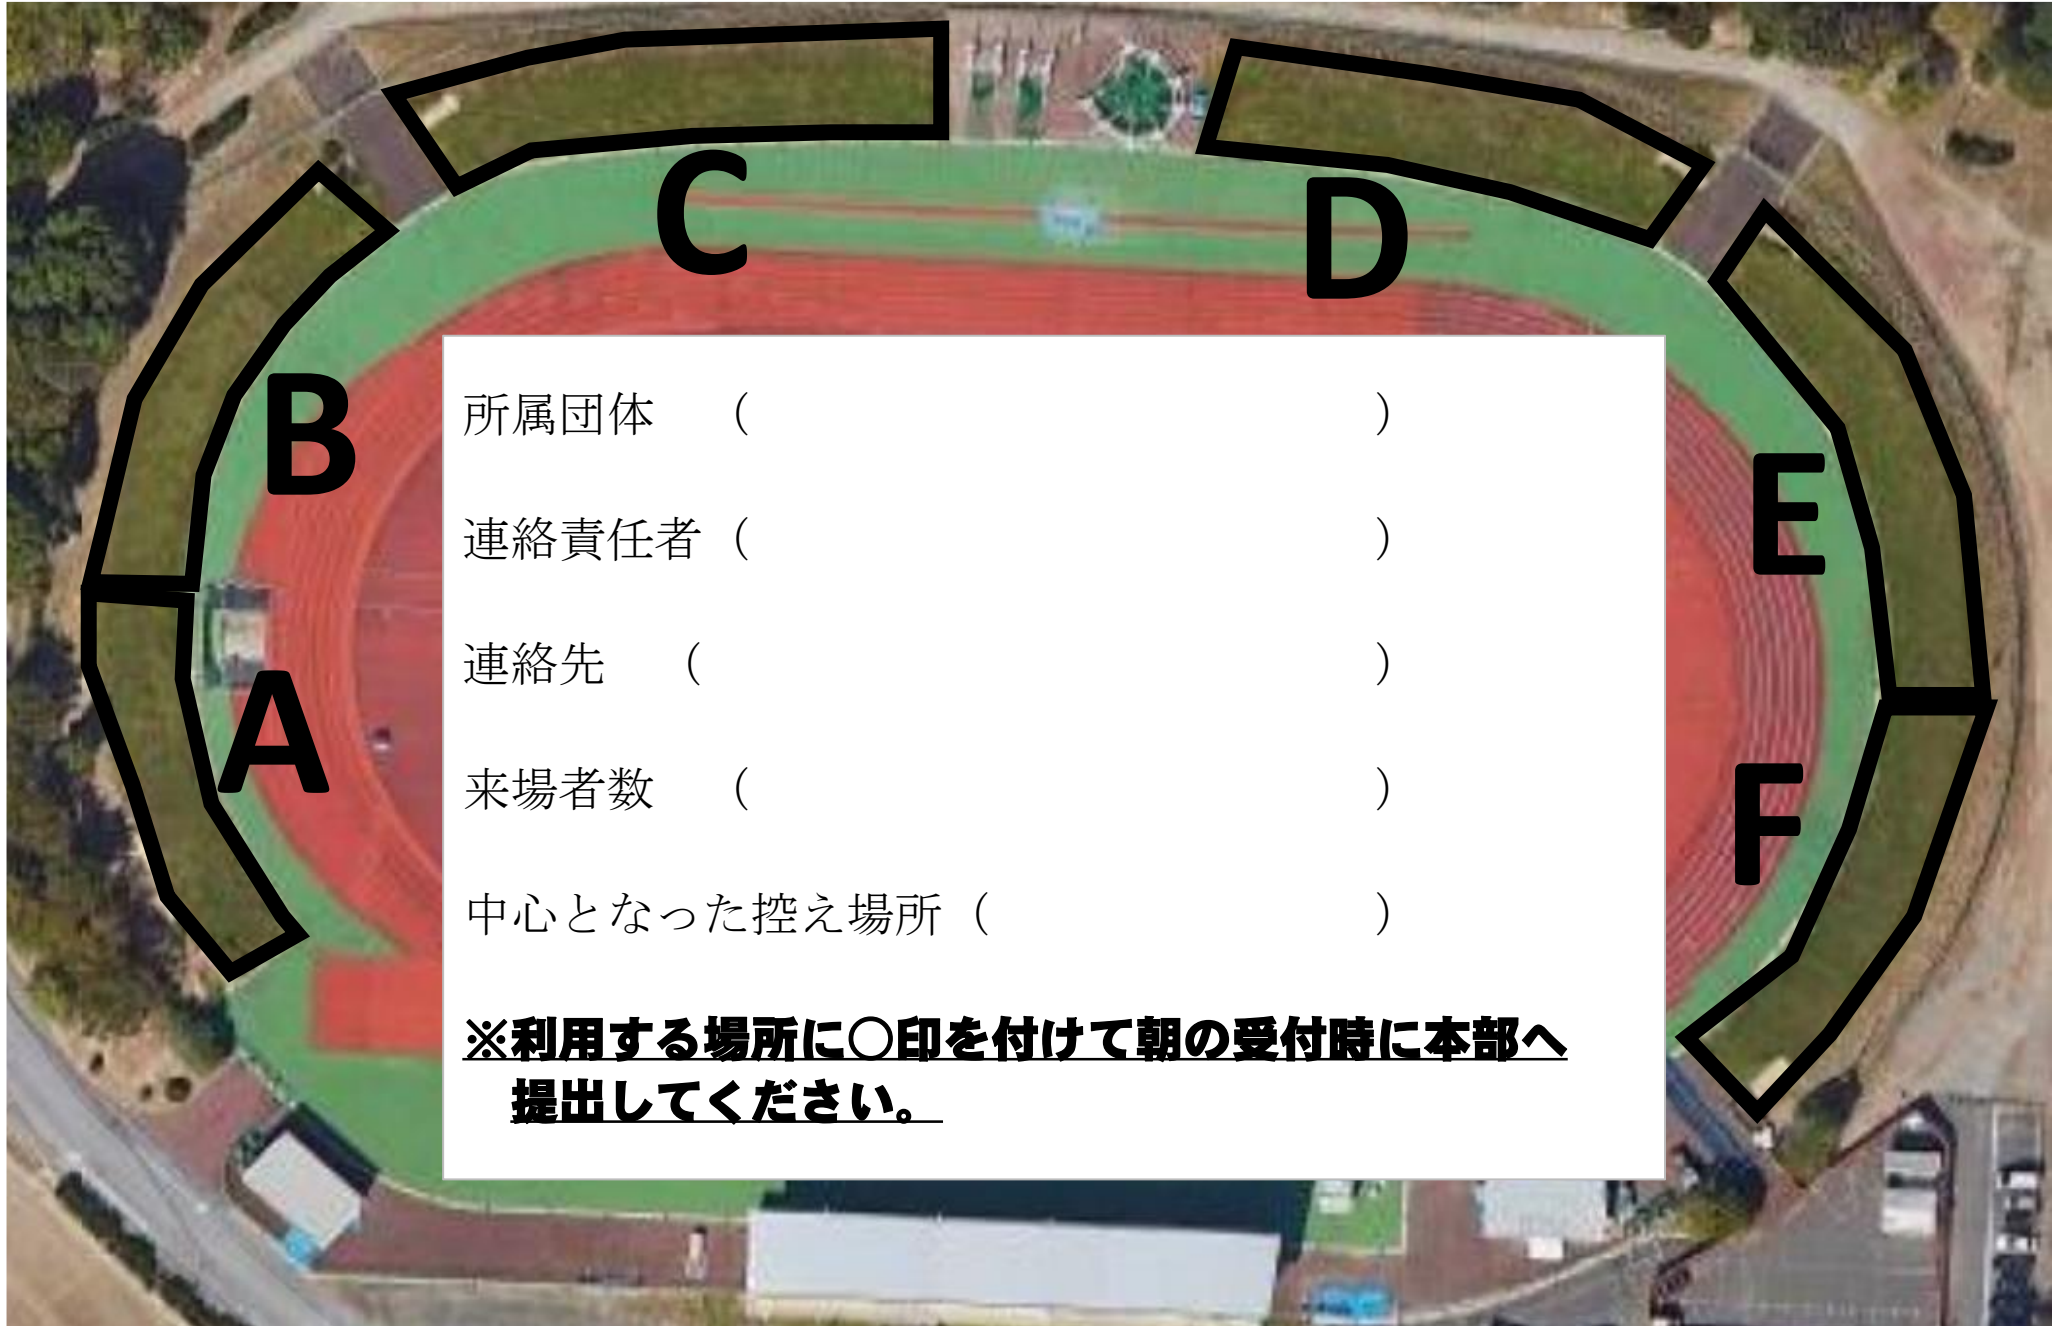 C
D
B
E
A
F
所属団体　（　　　　　　　　　　　　　）
連絡責任者（　　　　　　　　　　　　　）
連絡先　（　　　　　　　　　　　　　　）
来場者数　（　　　　　　　　　　　　　）
中心となった控え場所（　　　　　　　　）
※利用する場所に○印を付けて朝の受付時に本部へ
提出してください。